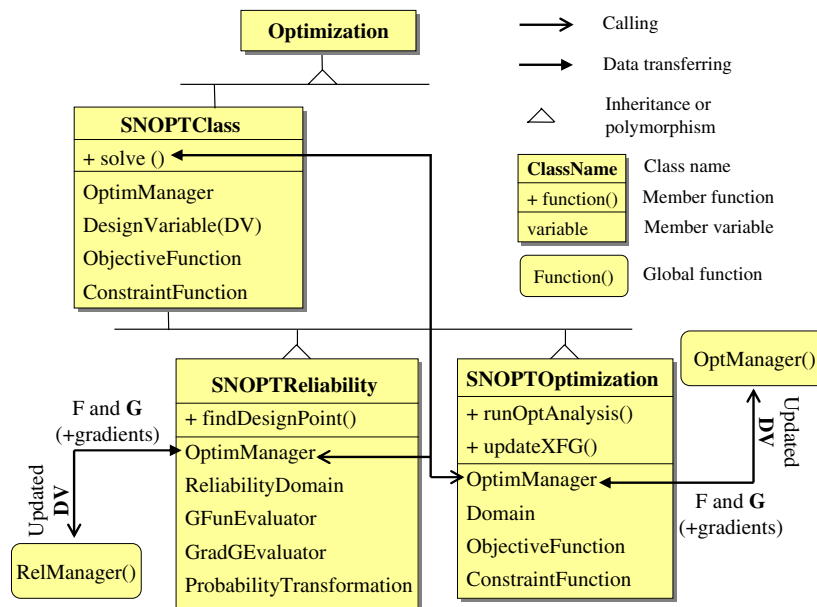 Optimization
SNOPTClass
+ solve ()
OptimManager
DesignVariable(DV)
ObjectiveFunction
ConstraintFunction
Calling
Data transferring
Inheritance or
polymorphism
ClassName
+ function()
variable
Class name
Member function
Member variable
Function()
Global function
SNOPTReliability
+ findDesignPoint()
OptimManager
ReliabilityDomain
GFunEvaluator
GradGEvaluator
ProbabilityTransformation
F and G
(+gradients)
Updated
DV
RelManager()
SNOPTOptimization
+ runOptAnalysis()
+ updateXFG()
OptimManager
Domain
ObjectiveFunction
ConstraintFunction
OptManager()
Updated
DV
F and G
(+gradients)